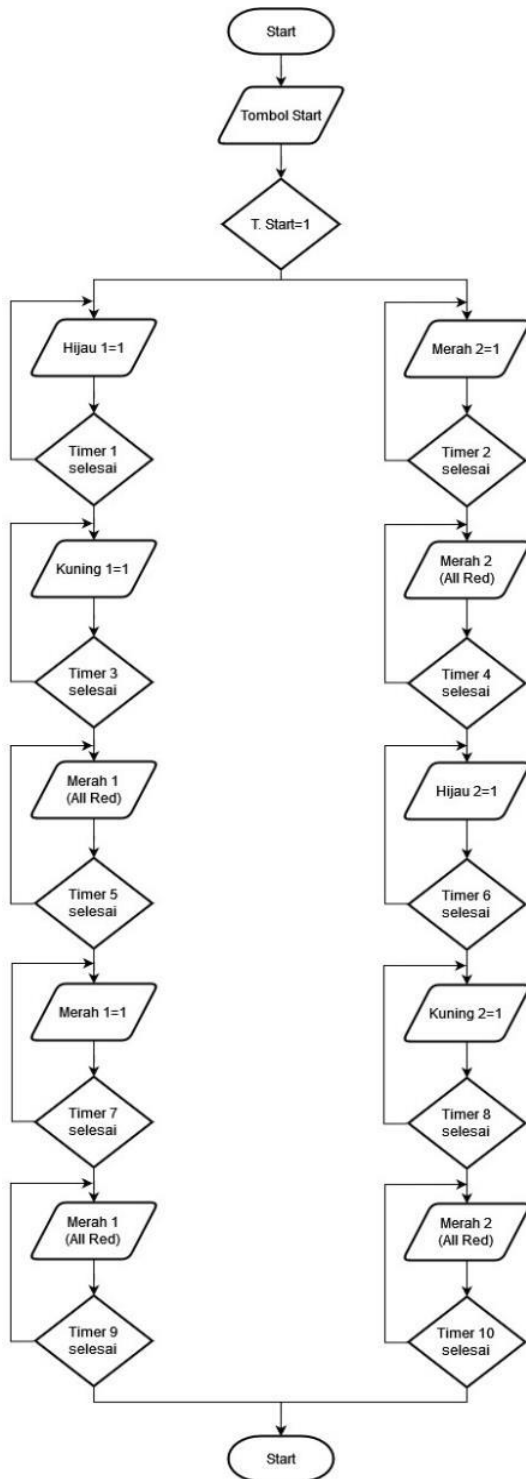 Start
Tombol Start
T. Start=1
Hijau 1=1
Timer 1
selesai
Kuning 1=1
Timer 3
selesai
Merah 1
(All Red)
Timer 5
selesai
Merah 1=1
Timer 7
selesai
Merah 1
(All Red)
Timer 9
selesai
Merah 2=1
Timer 2
selesai
Merah 2
(All Red)
Timer 4
selesai
Hijau 2=1
Timer 6
selesai
Kuning 2=1
Timer 8
selesai
Merah 2
(All Red)
Timer 10
selesai
Start